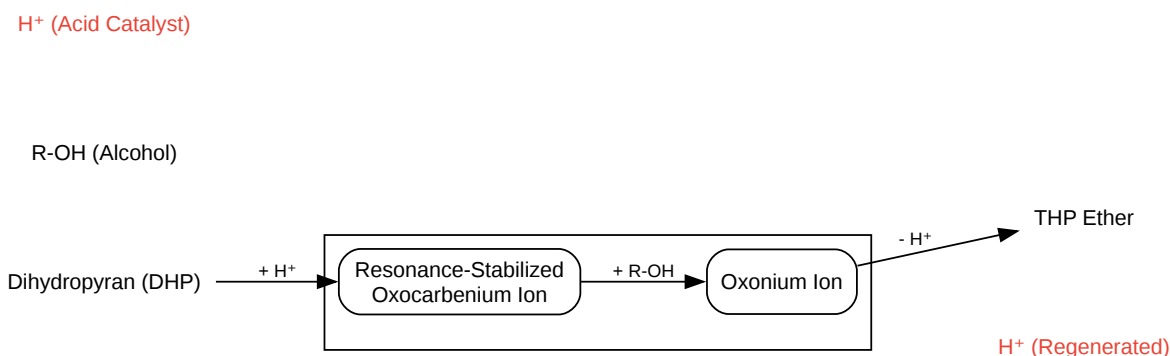 H⁺ (Acid Catalyst)
R-OH (Alcohol)
THP Ether
- H⁺
Dihydropyran (DHP)
+ H⁺
Resonance-Stabilized
Oxocarbenium Ion
+ R-OH
Oxonium Ion
H⁺ (Regenerated)